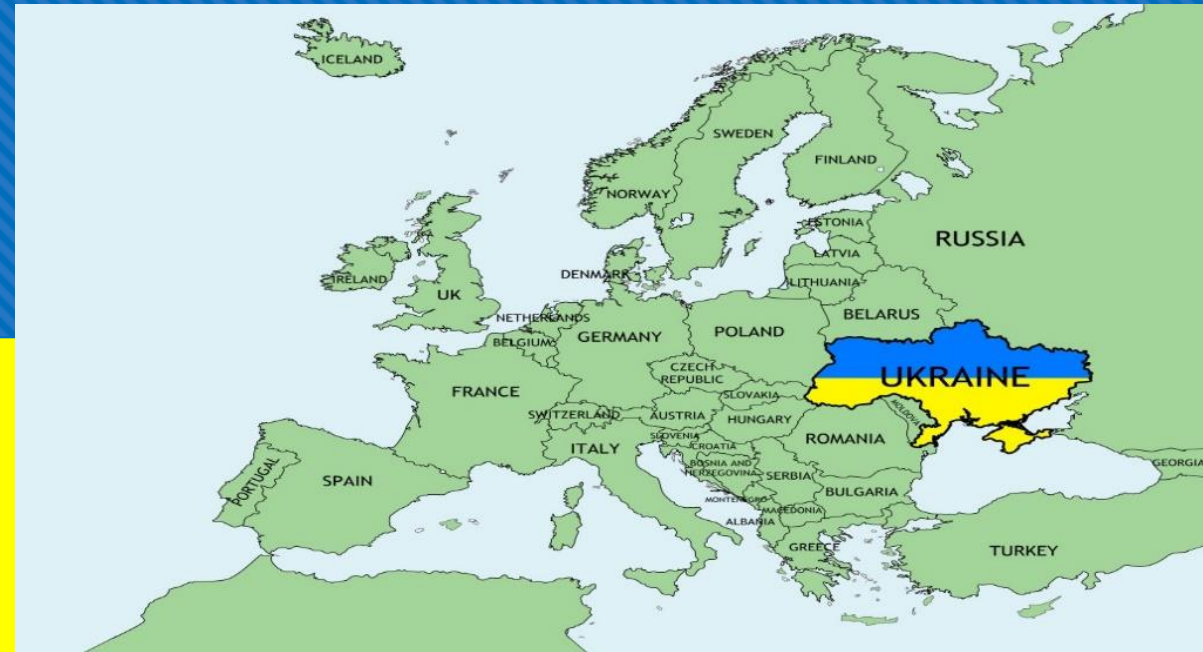 ICELAND
SWEDEN
FINLAND
NORWAY
ESTONIA
RUSSIA
LATVIA
DENMARK
LITHUANIA
IRELAND
UK
BELARUS
NETHERLANDS
GERMANY
POLAND
BELGIUM
CZECH
REPUBLIC
UKRAINE
FRANCE
SLOVAKIA
SWITZERLAND
AUSTRIA
HUNGARY
MOLDOVA
SLOVENIA
ROMANIA
CROATIA
ITALY
BOSNIA AND
HERZEGOVINA
GEORGIA
SERBIA
SPAIN
PORTUGAL
BULGARIA
MONTENEGRO
MACEDONIA
ALBANIA
GREECE
TURKEY